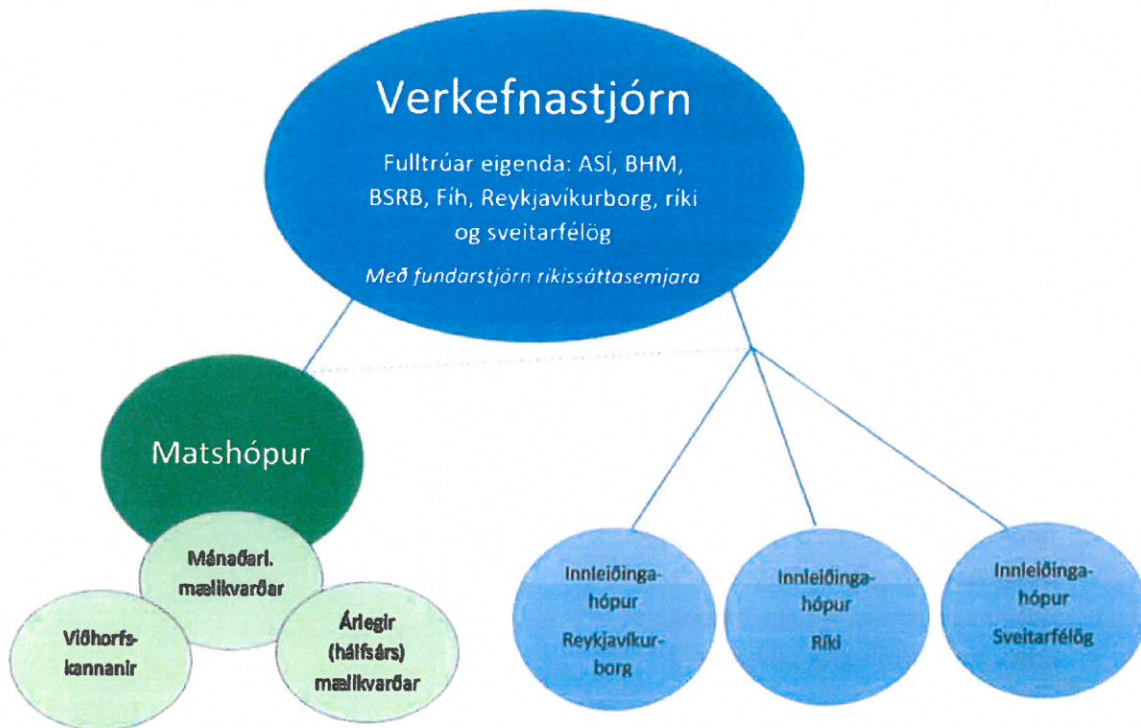 Verkefnastjórn
Fulltrúar eigenda: ASÍ, BHM,
BSRB, Fíh, Reykjavíkurborg, ríki
og sveitarfélög
Með fundarstjórn ríkissáttasemjara
Matshópur
Mánaðarl.
mælikvarðar
Viðhorfs-
kannanir
Árlegir
(hálfsárs)
mælikvarðar
Innleiðinga-
hópur
Reykjavíkur-
borg
Innleiðinga-
hópur
Ríki
Innleiðinga-
hópur
Sveitarfélög